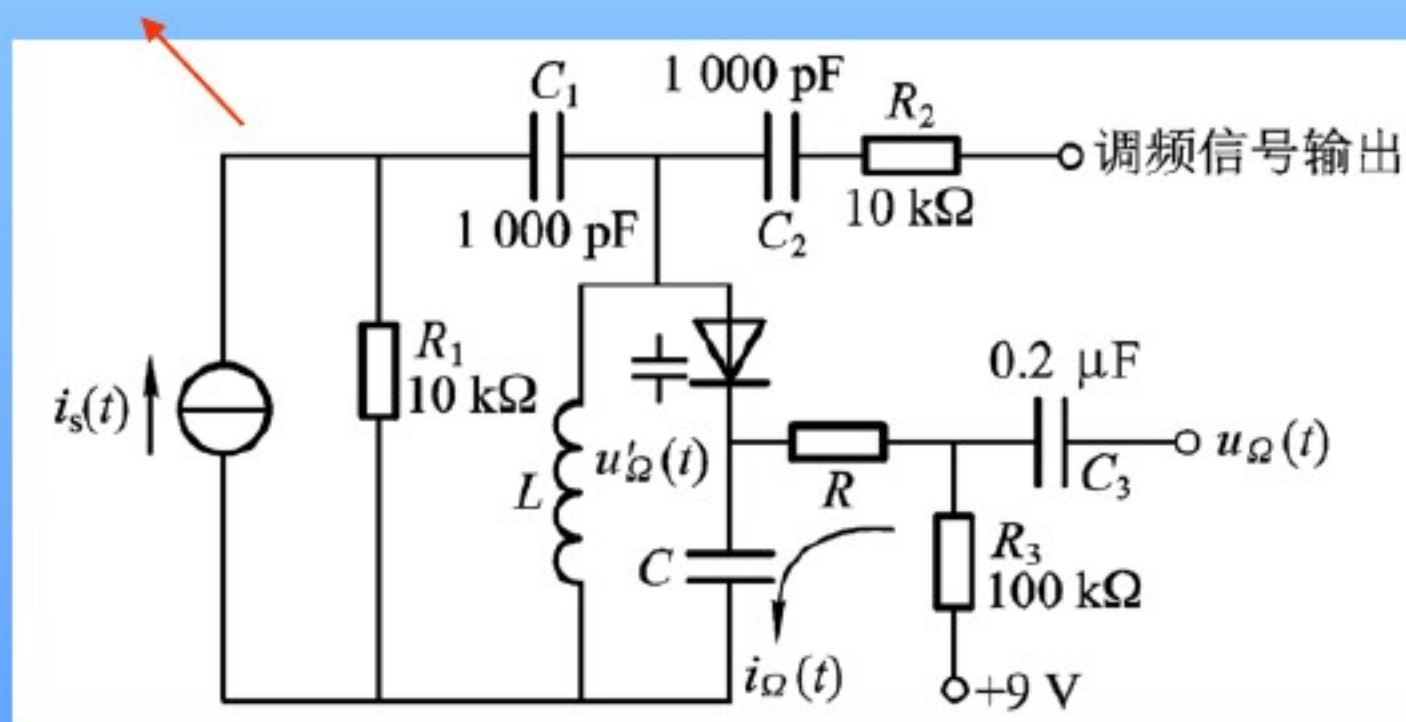 C₁
1 000 pF
1 000 pF
C₂
R₂
10 kΩ
调频信号输出
iₛ(t)
R₁
10 kΩ
L
u′Ω(t)
C
R
iΩ(t)
0.2 μF
C₃
uΩ(t)
R₃
100 kΩ
+9 V